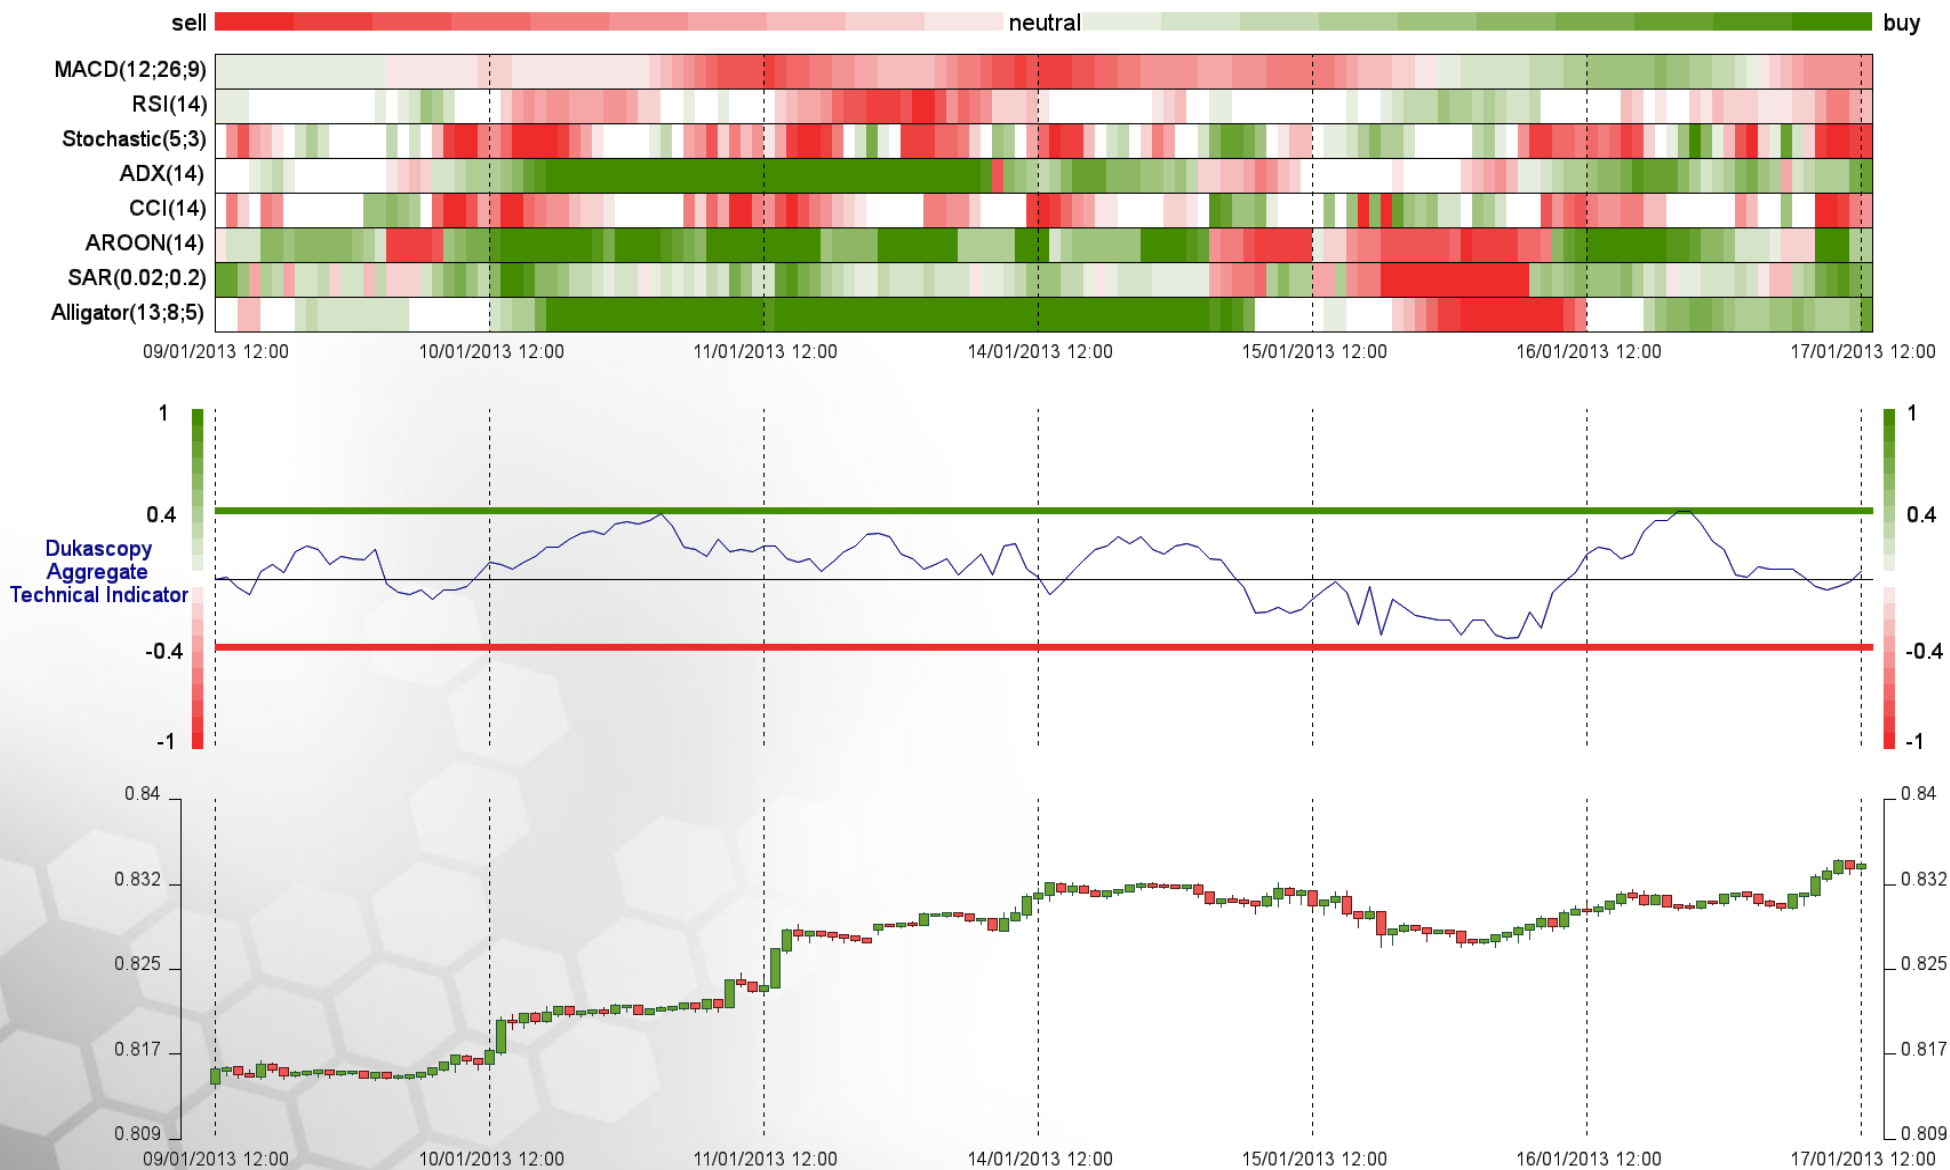 sell neutral buy
MACD(12;26;9)
RSI(14)
Stochastic(5;3)
ADX(14)
CCI(14)
AROON(14)
SAR(0.02;0.2)
Alligator(13;8;5)
09/01/2013 12:00 10/01/2013 12:00 11/01/2013 12:00 14/01/2013 12:00 15/01/2013 12:00 16/01/2013 12:00 17/01/2013 12:00
1 1
0.4 0.4
Dukascopy
Aggregate
Technical Indicator
-0.4 -0.4
-1 -1
0.84 0.84
0.832 0.832
0.825 0.825
0.817 0.817
0.809 0.809
09/01/2013 12:00 10/01/2013 12:00 11/01/2013 12:00 14/01/2013 12:00 15/01/2013 12:00 16/01/2013 12:00 17/01/2013 12:00